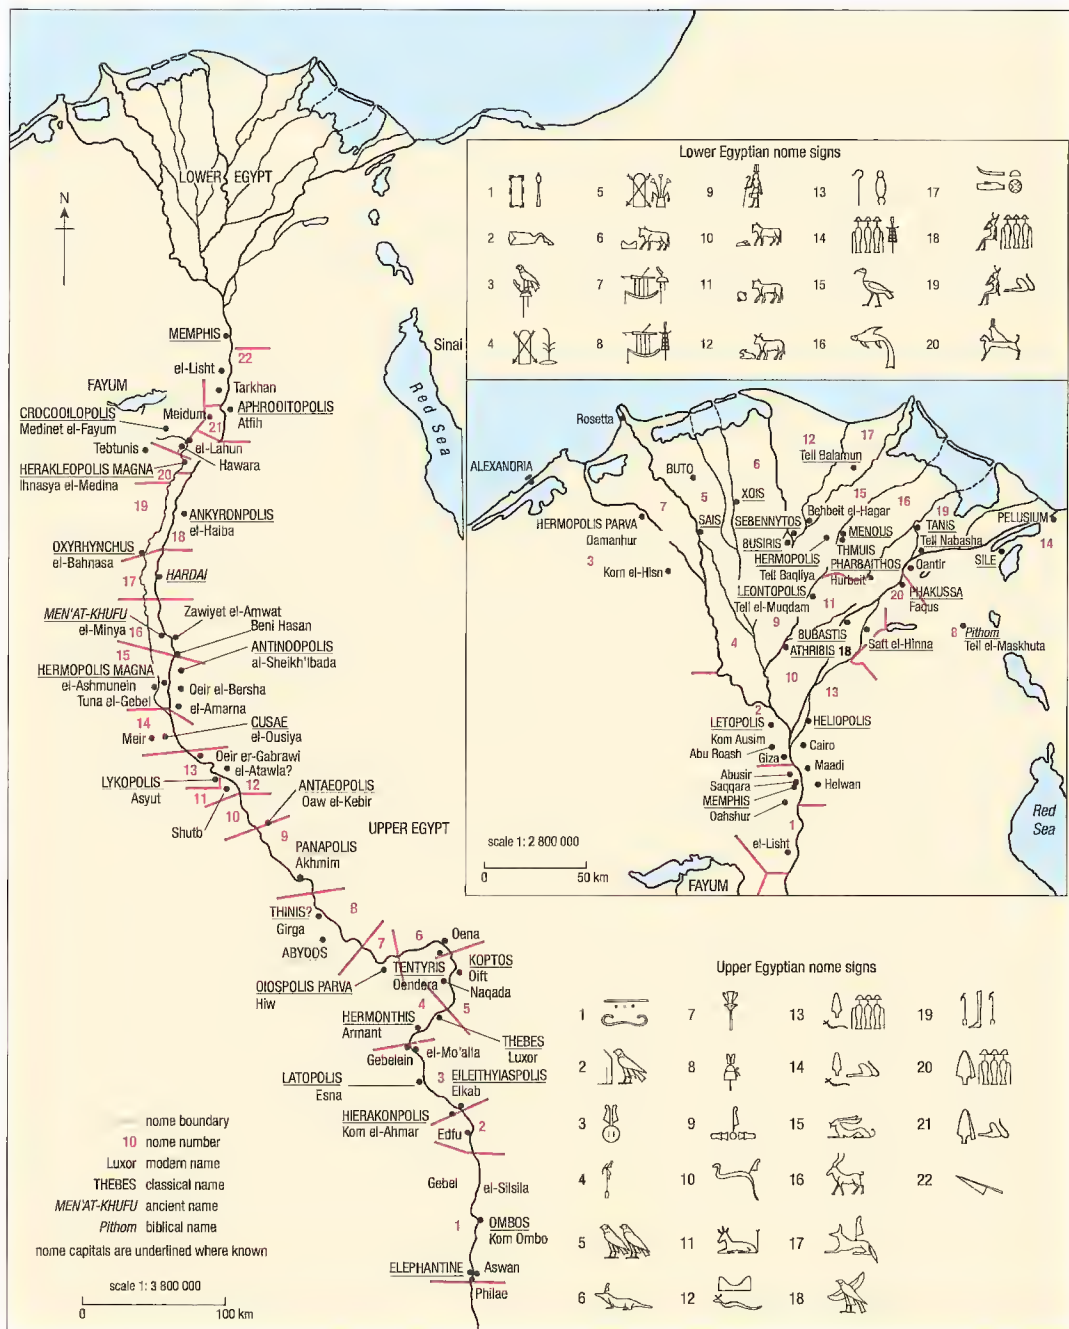 LOWER EGYPT
N
MEMPHIS
22
el-Lisht
Tarkhan
FAYUM
Meidum
APHRODITOPOLIS
Atfih
CROCODILOPOLIS
Medinet el-Fayum
21
el-Lahun
Tebtunis
Hawara
HERAKLEOPOLIS MAGNA
Ihnasya el-Medina
20
19
ANKYRONPOLIS
el-Haiba
18
OXYRHYNCHUS
el-Bahnasa
17
HARDAI
MEN'AT-KHUFU
el-Minya
16
Zawiyet el-Amwat
Beni Hasan
15
ANTINOOPOLIS
al-Sheikh'Ibada
HERMOPOLIS MAGNA
el-Ashmunein
Tuna el-Gebel
Oeir el-Bersha
el-Amarna
14
Meir
CUSAE
el-Ousiya
Oeir er-Gabrawi
el-Atawla?
13
LYKOPOLIS
Asyut
12
11
ANTAEOPOLIS
Oaw el-Kebir
10
Shutb
9
UPPER EGYPT
PANAPOLIS
Akhmim
8
THINIS?
Girga
ABYDOS
7
6
Oena
TENTYRIS
Oendera
KOPTOS
Oift
Naqada
OIOSPOLIS PARVA
Hiw
4
5
HERMONTHIS
Armant
THEBES
Luxor
Gebelein
el-Mo'alla
3
LATOPOLIS
Esna
EILEITHYIASPOLIS
Elkab
HIERAKONPOLIS
Kom el-Ahmar
2
Edfu
Gebel
el-Silsila
1
OMBOS
Kom Ombo
ELEPHANTINE
Aswan
Philae
Sinai
Red Sea
Lower Egyptian nome signs
1 5 9 13 17
2 6 10 14 18
3 7 11 15 19
4 8 12 16 20
Rosetta
ALEXANDRIA
BUTO
6
12
17
Tell Balamun
5
XOIS
15
16
7
HERMOPOLIS PARVA
Oamanhur
SAIS
SEBENNYTOS
Behbeit el-Hagar
19
TANIS
Tell Nabasha
PELUSIUM
14
BUSIRIS
MENOUS
THMUIS
3
Kom el-Hisn
HERMOPOLIS
Tell Baqliya
PHARBAITHOS
Hurbeit
Oantir
SILE
LEONTOPOLIS
Tell el-Muqdam
11
20
PHAKUSSA
Faqus
9
4
BUBASTIS
ATHRIBIS 18
Saft el-Hinna
8
Pithom
Tell el-Maskhuta
10
13
2
LETOPOLIS
Kom Ausim
HELIOPOLIS
Abu Roash
Cairo
Giza
Maadi
Abusir
Saqqara
Helwan
MEMPHIS
Oahshur
1
el-Lisht
FAYUM
scale 1: 2 800 000
0 50 km
Red
Sea
Upper Egyptian nome signs
1 7 13 19
2 8 14 20
3 9 15 21
4 10 16 22
5 11 17
6 12 18
nome boundary
10 nome number
Luxor modern name
THEBES classical name
MEN'AT-KHUFU ancient name
Pithom biblical name
nome capitals are underlined where known
scale 1: 3 800 000
0 100 km